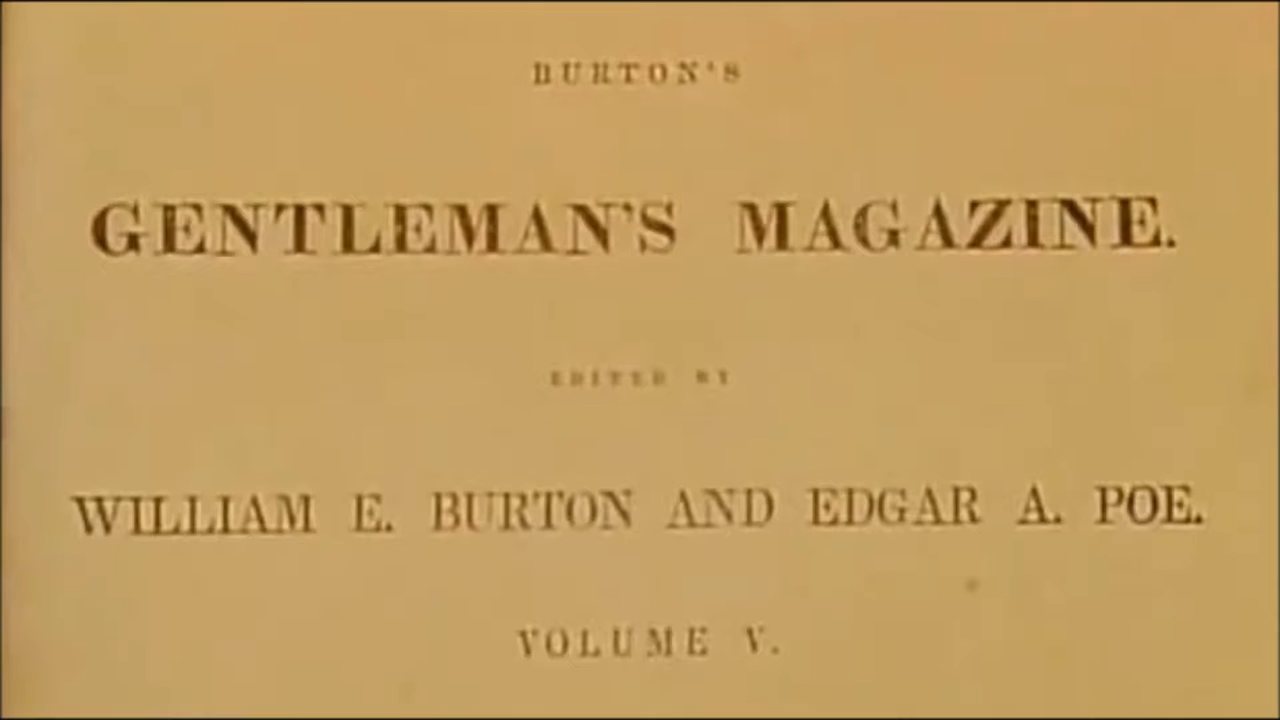 BURTON'S
GENTLEMAN'S MAGAZINE.
EDITED BY
WILLIAM E. BURTON AND EDGAR A. POE.
VOLUME V.